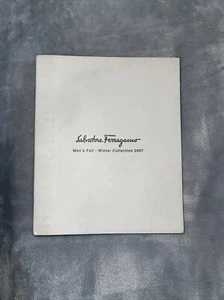 Salvatore Ferragamo
Men's Fall - Winter Collection 2007